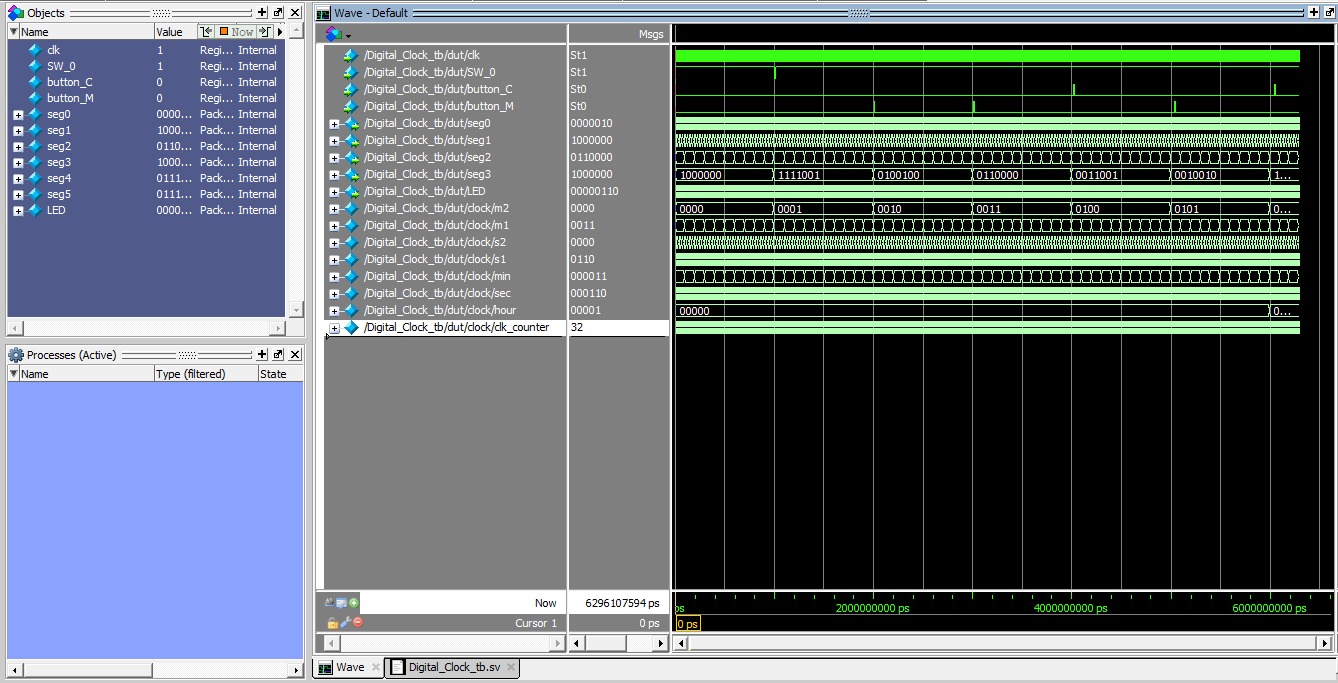 Objects
Name Value Now
clk 1 Regi... Internal
SW_0 1 Regi... Internal
button_C 0 Regi... Internal
button_M 0 Regi... Internal
seg0 0000... Pack... Internal
seg1 1000... Pack... Internal
seg2 0110... Pack... Internal
seg3 1000... Pack... Internal
seg4 0111... Pack... Internal
seg5 0111... Pack... Internal
LED 0000... Pack... Internal
Processes (Active)
Name Type (filtered) State
Wave - Default
Msgs
/Digital_Clock_tb/dut/clk St1
/Digital_Clock_tb/dut/SW_0 St1
/Digital_Clock_tb/dut/button_C St0
/Digital_Clock_tb/dut/button_M St0
/Digital_Clock_tb/dut/seg0 0000010
/Digital_Clock_tb/dut/seg1 1000000
/Digital_Clock_tb/dut/seg2 0110000
/Digital_Clock_tb/dut/seg3 1000000 1000000 1111001 0100100 0110000 0011001 0010010 1...
/Digital_Clock_tb/dut/LED 00000110
/Digital_Clock_tb/dut/clock/m2 0000 0000 0001 0010 0011 0100 0101 0...
/Digital_Clock_tb/dut/clock/m1 0011
/Digital_Clock_tb/dut/clock/s2 0000
/Digital_Clock_tb/dut/clock/s1 0110
/Digital_Clock_tb/dut/clock/min 000011
/Digital_Clock_tb/dut/clock/sec 000110
/Digital_Clock_tb/dut/clock/hour 00001 00000 0...
/Digital_Clock_tb/dut/clock/clk_counter 32
Now 6296107594 ps ps 2000000000 ps 4000000000 ps 6000000000 ps
Cursor 1 0 ps 0 ps
Wave Digital_Clock_tb.sv